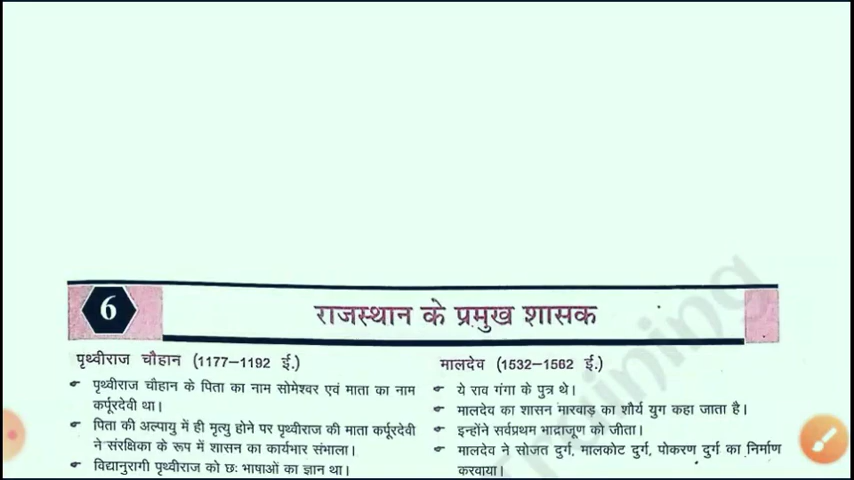 6
राजस्थान के प्रमुख शासक
पृथ्वीराज चौहान (1177–1192 ई.)
पृथ्वीराज चौहान के पिता का नाम सोमेश्वर एवं माता का नाम
कर्पूरदेवी था।
पिता की अल्पायु में ही मृत्यु होने पर पृथ्वीराज की माता कर्पूरदेवी
ने संरक्षिका के रूप में शासन का कार्यभार संभाला।
विद्यानुरागी पृथ्वीराज को छः भाषाओं का ज्ञान था।
मालदेव (1532–1562 ई.)
ये राव गंगा के पुत्र थे।
मालदेव का शासन मारवाड़ का शौर्य युग कहा जाता है।
इन्होंने सर्वप्रथम भाद्राजूण को जीता।
मालदेव ने सोजत दुर्ग, मालकोट दुर्ग, पोकरण दुर्ग का निर्माण
करवाया।
Training